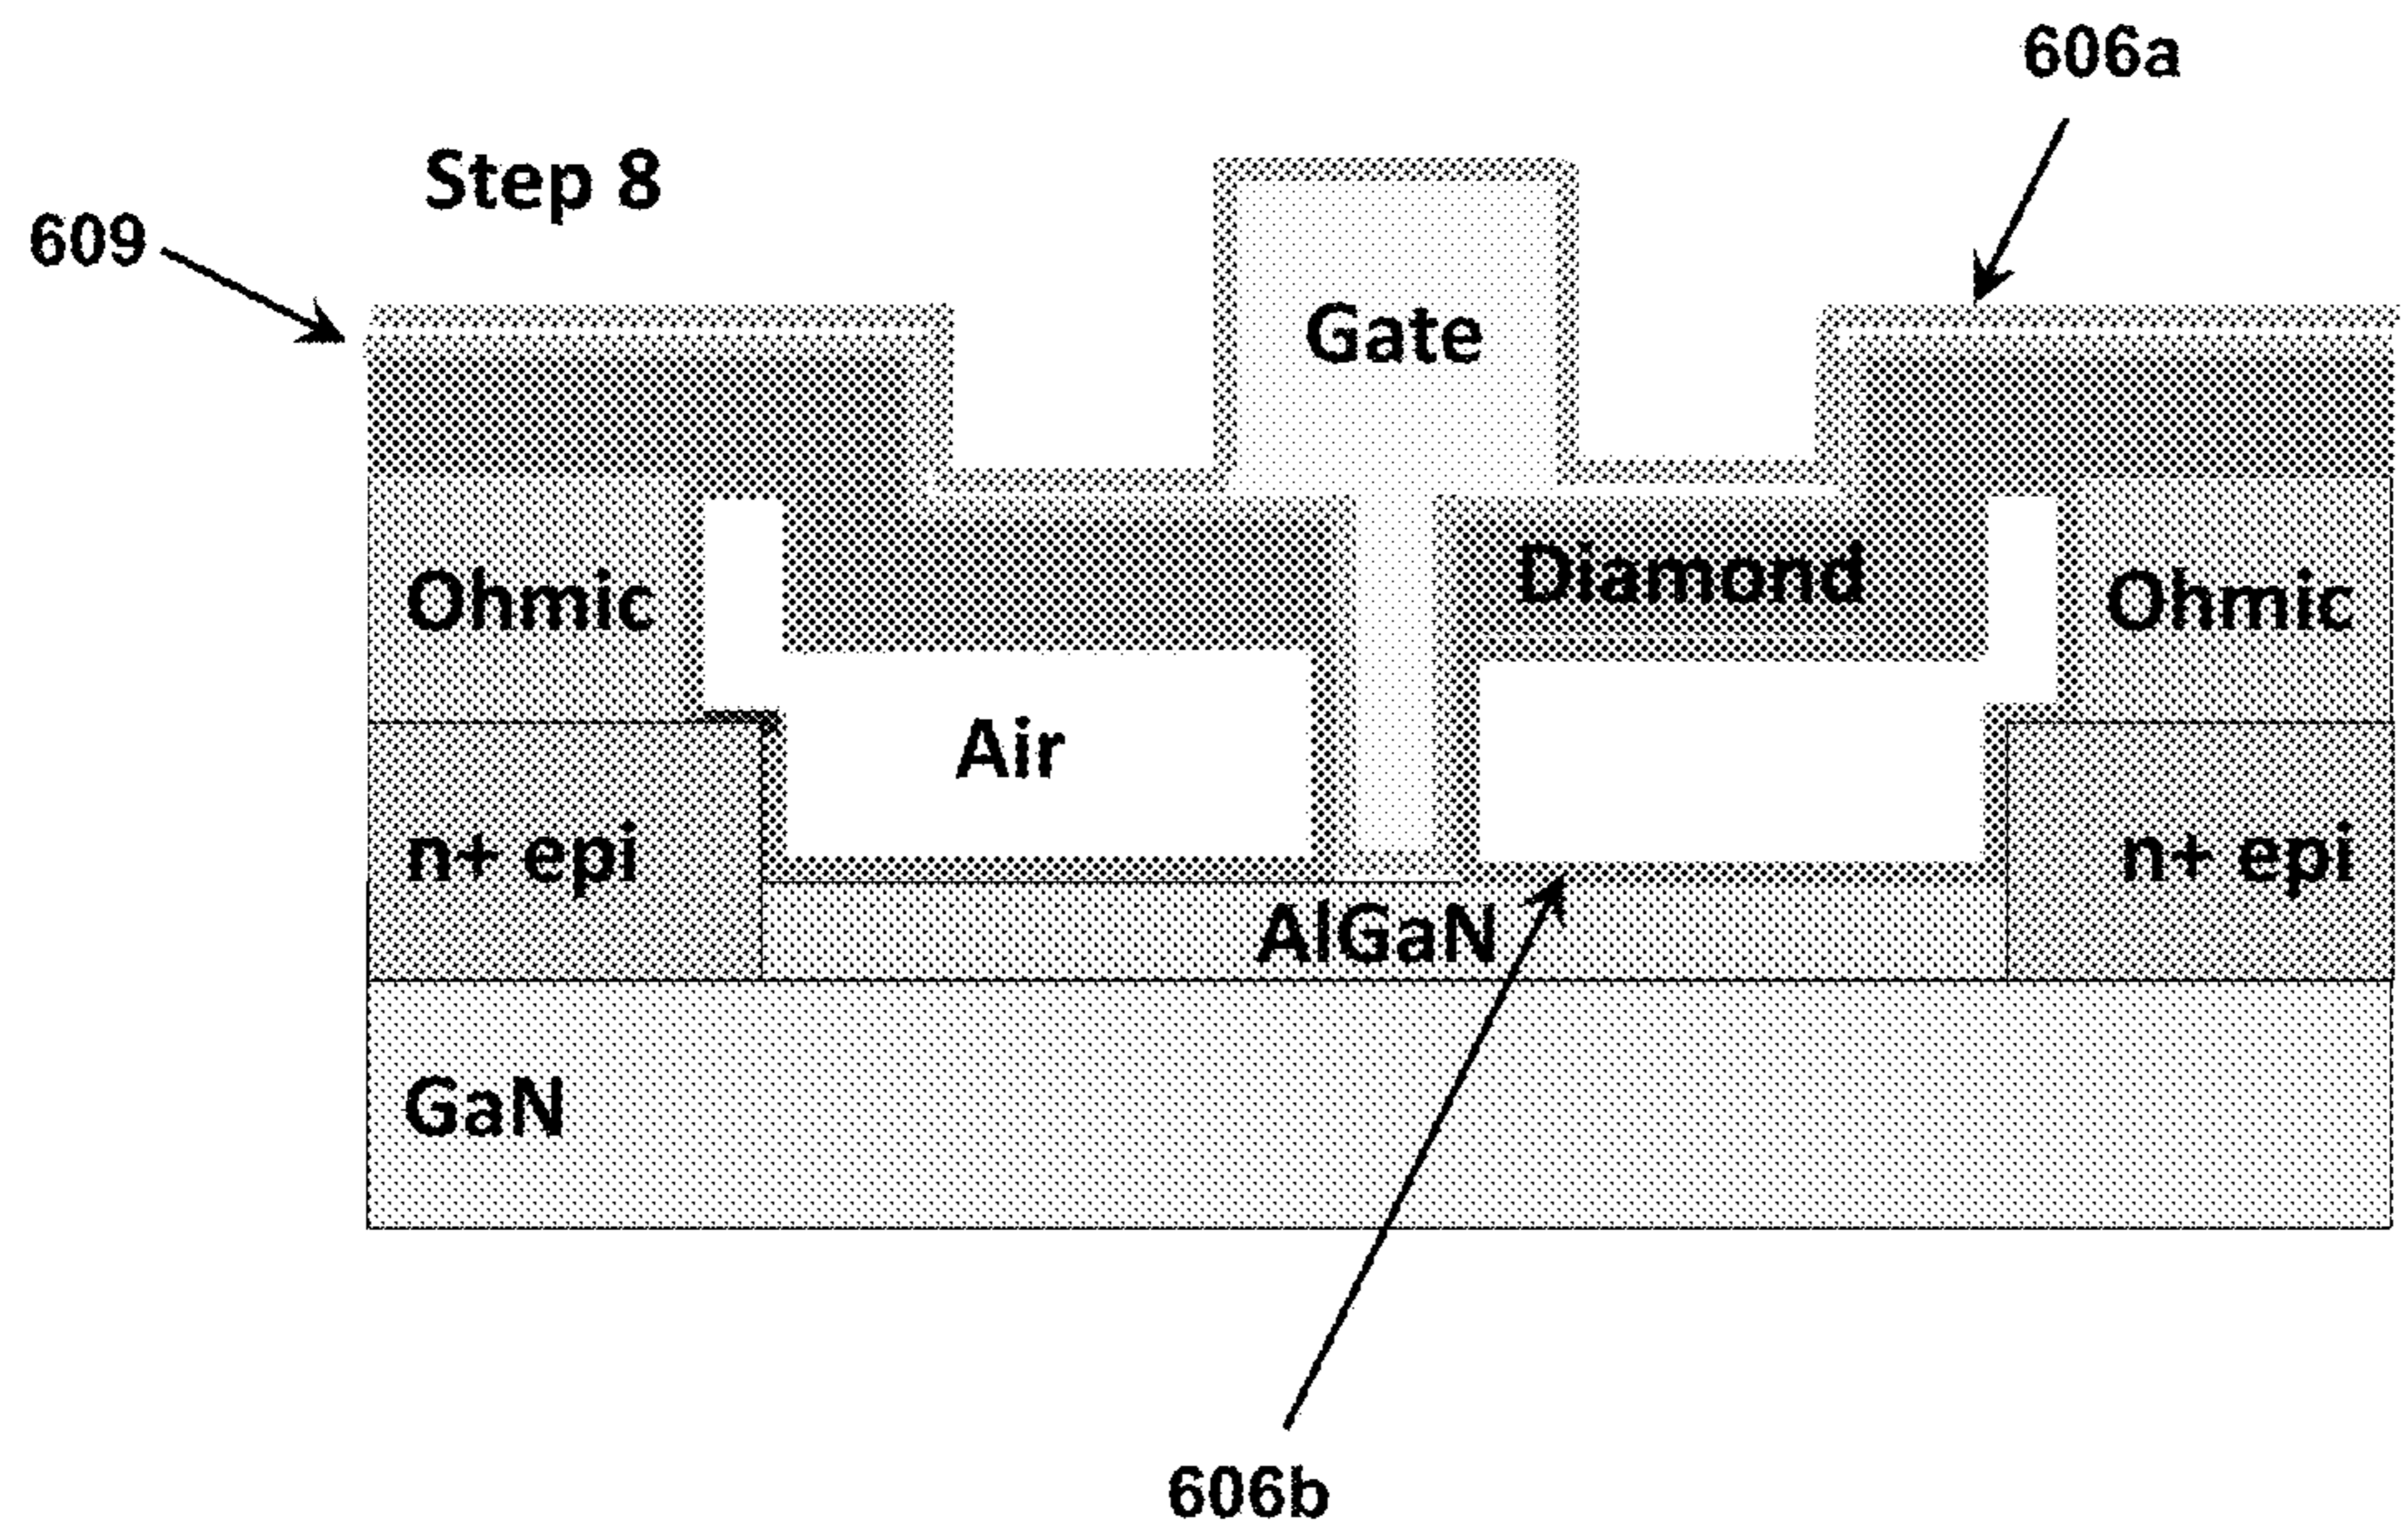 606a
Step 8
609
Gate
Diamond
Ohmic
Ohmic
Air
n+ epi
n+ epi
AlGaN
GaN
606b